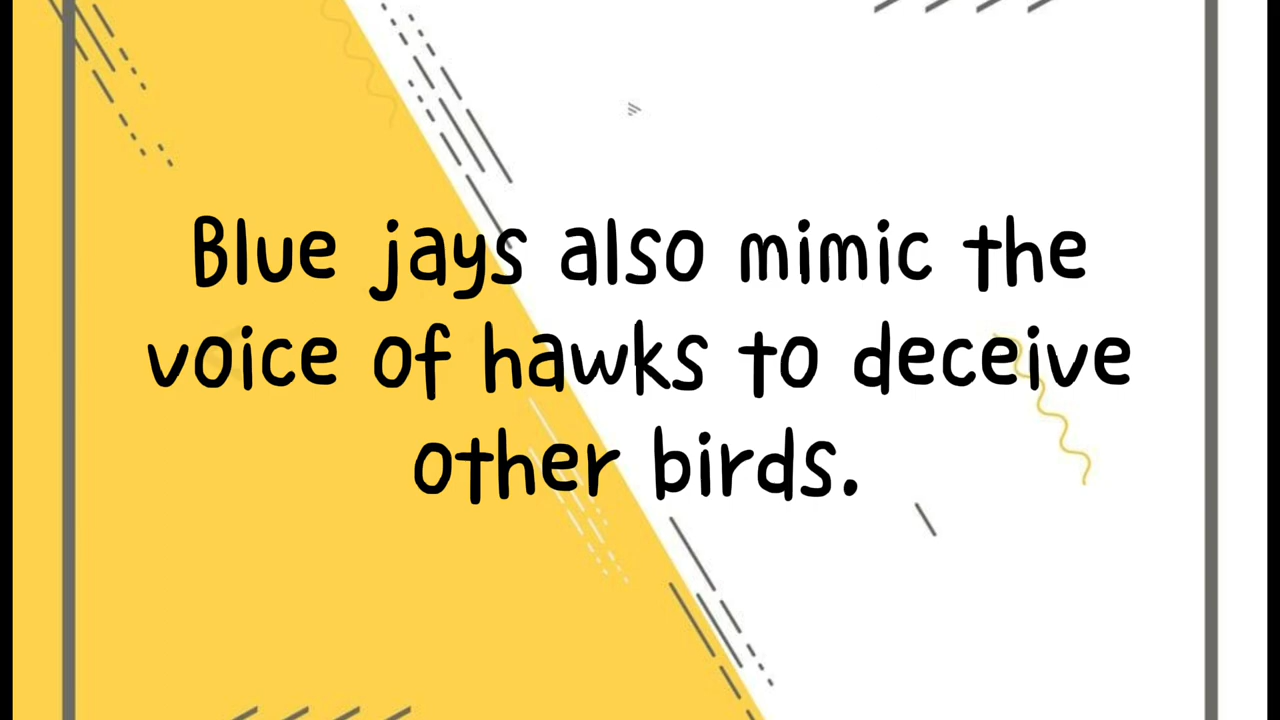 Blue jays also mimic the
voice of hawks to deceive
other birds.